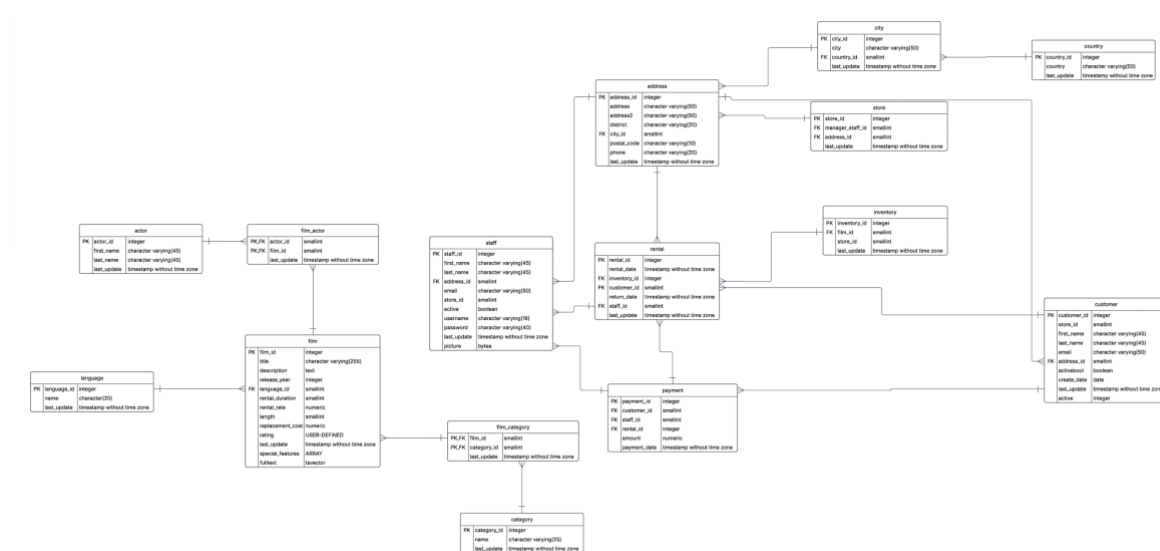 city
PK city_id integer
city character varying(50)
FK country_id smallint
last_update timestamp without time zone
country
PK country_id integer
country character varying(50)
last_update timestamp without time zone
address
PK address_id integer
address character varying(50)
address2 character varying(50)
district character varying(20)
FK city_id smallint
postal_code character varying(10)
phone character varying(20)
last_update timestamp without time zone
store
PK store_id integer
FK manager_staff_id smallint
FK address_id smallint
last_update timestamp without time zone
inventory
PK inventory_id integer
FK film_id smallint
store_id smallint
last_update timestamp without time zone
actor
PK actor_id integer
first_name character varying(45)
last_name character varying(45)
last_update timestamp without time zone
film_actor
PK,FK actor_id smallint
PK,FK film_id smallint
last_update timestamp without time zone
staff
PK staff_id integer
first_name character varying(45)
last_name character varying(45)
FK address_id smallint
email character varying(50)
store_id smallint
active boolean
username character varying(16)
password character varying(40)
last_update timestamp without time zone
picture bytea
rental
PK rental_id integer
rental_date timestamp without time zone
FK inventory_id integer
FK customer_id smallint
return_date timestamp without time zone
FK staff_id smallint
last_update timestamp without time zone
customer
PK customer_id integer
store_id smallint
first_name character varying(45)
last_name character varying(45)
email character varying(50)
FK address_id smallint
activebool boolean
create_date date
last_update timestamp without time zon
active integer
film
PK film_id integer
title character varying(255)
description text
release_year integer
FK language_id smallint
rental_duration smallint
rental_rate numeric
length smallint
replacement_cost numeric
rating USER-DEFINED
last_update timestamp without time zone
special_features ARRAY
fulltext tsvector
language
PK language_id integer
name character(20)
last_update timestamp without time zone
payment
PK payment_id integer
FK customer_id smallint
FK staff_id smallint
FK rental_id integer
amount numeric
payment_date timestamp without time zone
film_category
PK,FK film_id smallint
PK,FK category_id smallint
last_update timestamp without time zone
category
PK category_id integer
name character varying(25)
last_update timestamp without time zone